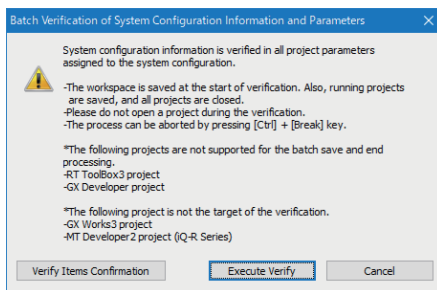 Batch Verification of System Configuration Information and Parameters
System configuration information is verified in all project parameters
assigned to the system configuration.
-The workspace is saved at the start of verification. Also, running projects
are saved, and all projects are closed.
-Please do not open a project during the verification.
-The process can be aborted by pressing [Ctrl] + [Break] key.
*The following projects are not supported for the batch save and end
processing.
-RT ToolBox3 project
-GX Developer project
*The following project is not the target of the verification.
-GX Works3 project
-MT Developer2 project (iQ-R Series)
Verify Items Confirmation
Execute Verify
Cancel